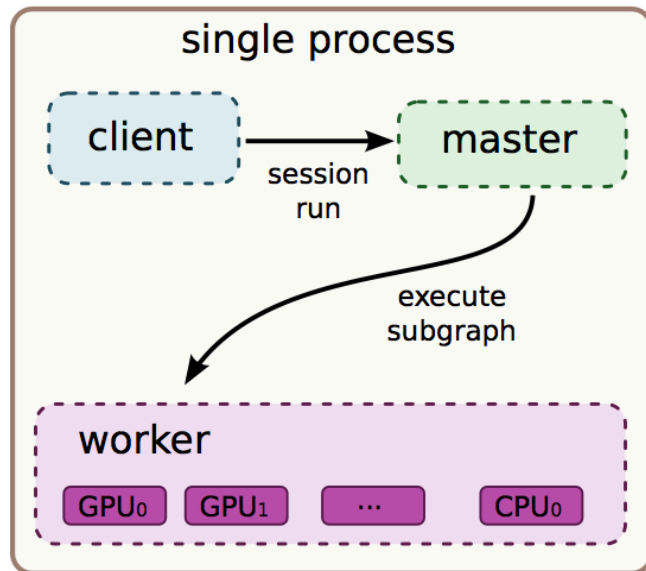 single process
client
master
session
run
execute
subgraph
worker
GPU₀ GPU₁ ... CPU₀